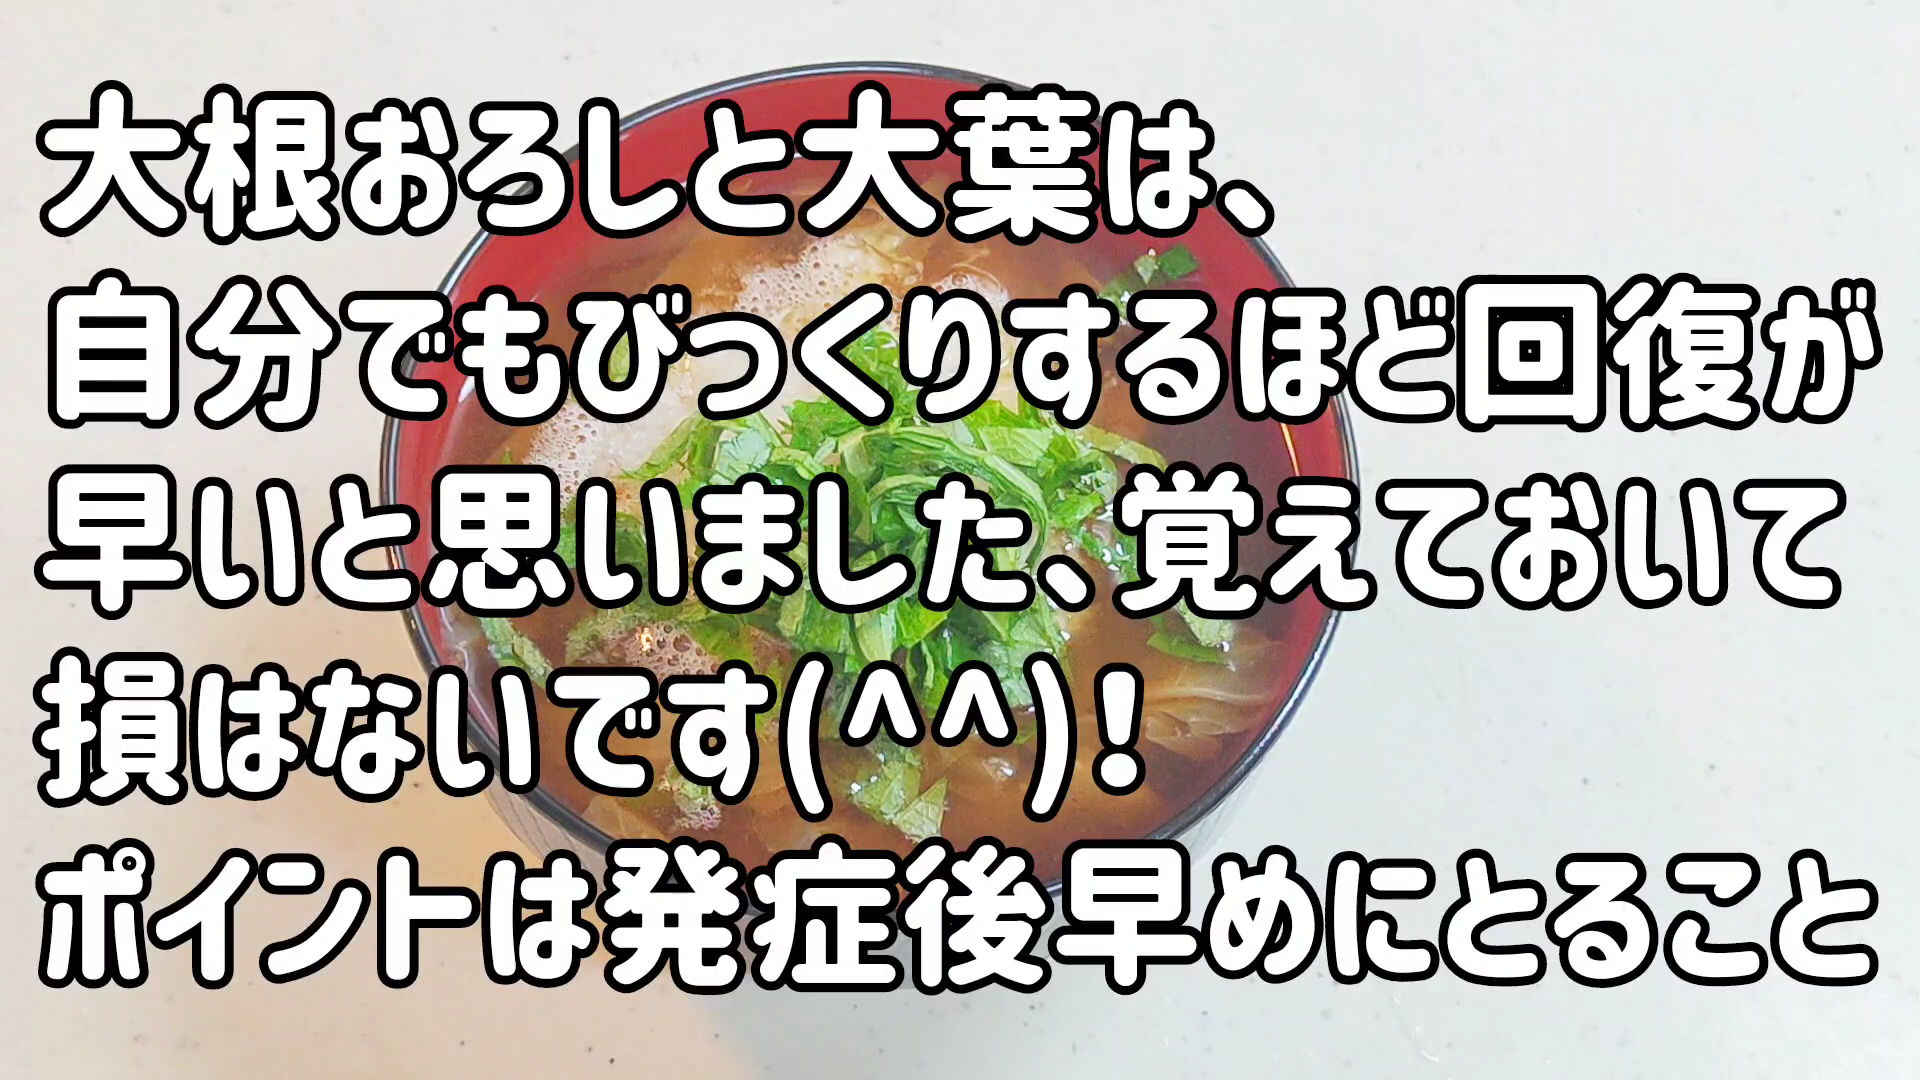 大根おろしと大葉は、
自分でもびっくりするほど回復が
早いと思いました、覚えておいて
損はないです(^^)!
ポイントは発症後早めにとること